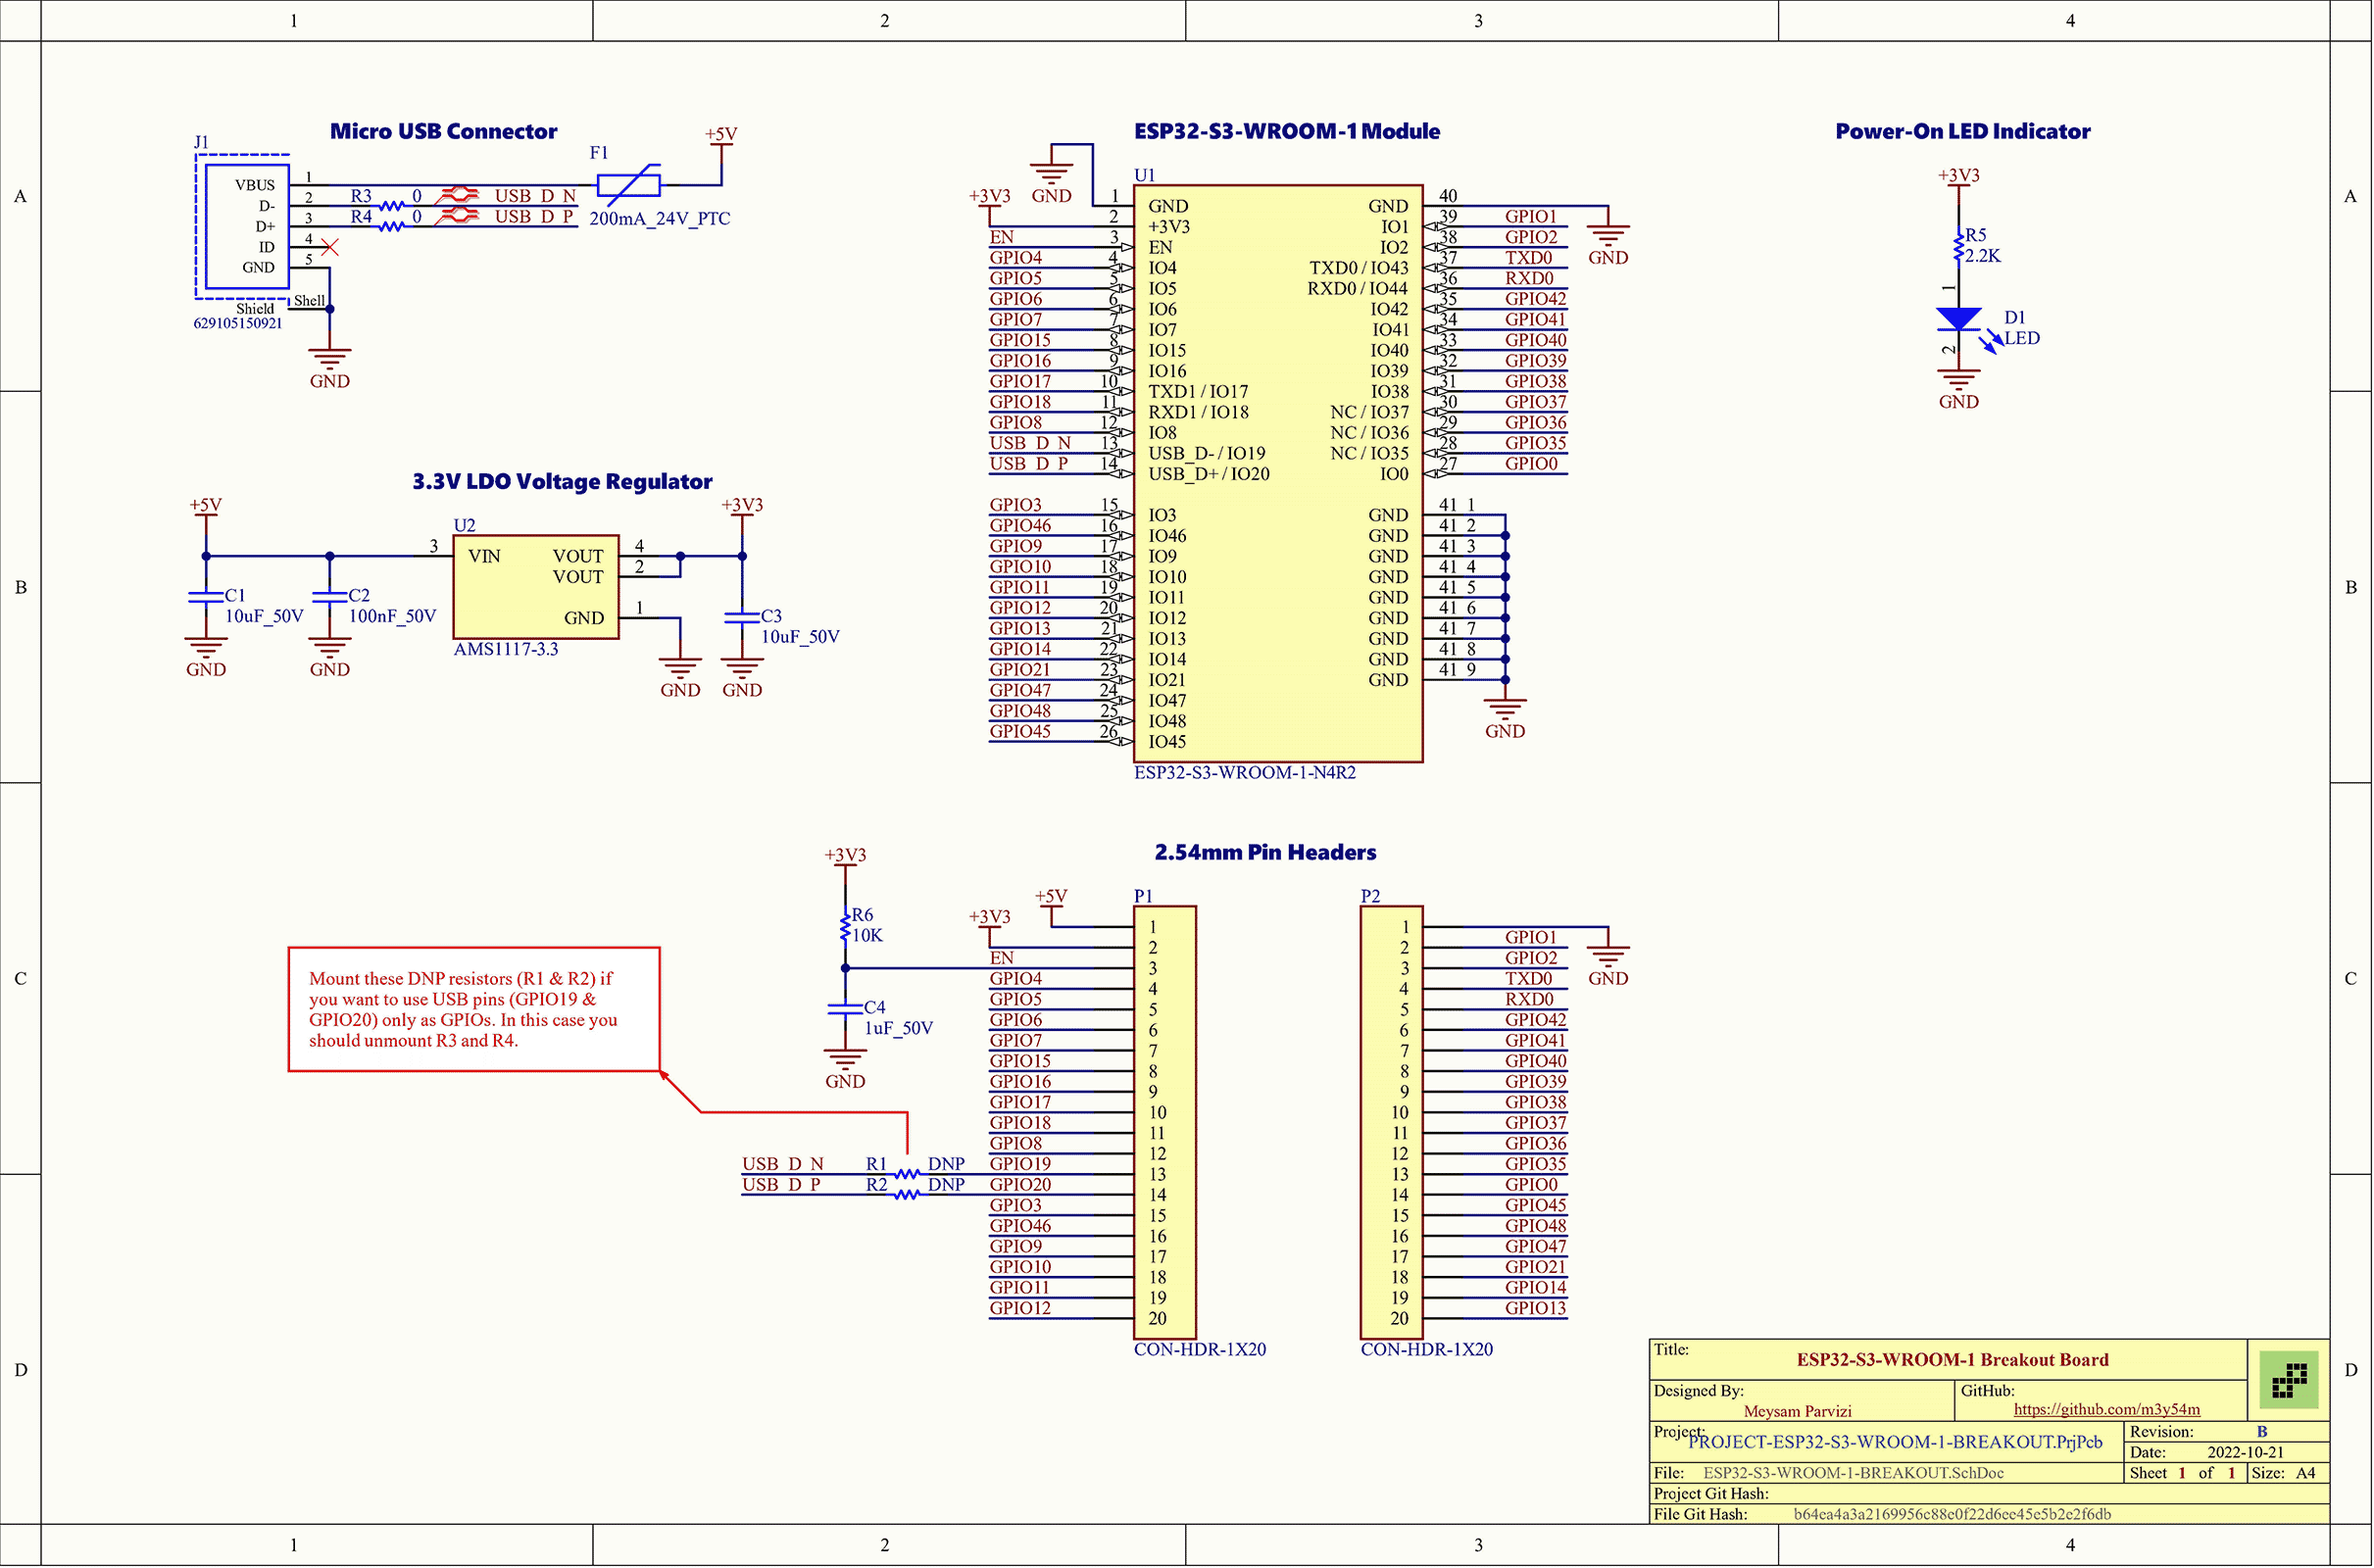 1 2 3 4
A A
B B
C C
D D
1 2 3 4
Micro USB Connector
J1
VBUS 1
D- 2 R3 0 USB_D_N
D+ 3 R4 0 USB_D_P
ID 4
GND 5
Shell
Shield
629105150921
GND
F1
200mA_24V_PTC
+5V
3.3V LDO Voltage Regulator
+5V
C1
10uF_50V
GND
C2
100nF_50V
GND
U2
3 VIN VOUT 4
VOUT 2
GND 1
AMS1117-3.3
GND
+3V3
C3
10uF_50V
GND
ESP32-S3-WROOM-1 Module
U1
GND
+3V3
1 GND
2 +3V3
EN 3 EN
GPIO4 4 IO4
GPIO5 5 IO5
GPIO6 6 IO6
GPIO7 7 IO7
GPIO15 8 IO15
GPIO16 9 IO16
GPIO17 10 TXD1 / IO17
GPIO18 11 RXD1 / IO18
GPIO8 12 IO8
USB_D_N 13 USB_D- / IO19
USB_D_P 14 USB_D+ / IO20
GPIO3 15 IO3
GPIO46 16 IO46
GPIO9 17 IO9
GPIO10 18 IO10
GPIO11 19 IO11
GPIO12 20 IO12
GPIO13 21 IO13
GPIO14 22 IO14
GPIO21 23 IO21
GPIO47 24 IO47
GPIO48 25 IO48
GPIO45 26 IO45
GND 40
IO1 39 GPIO1
IO2 38 GPIO2
TXD0 / IO43 37 TXD0
RXD0 / IO44 36 RXD0
IO42 35 GPIO42
IO41 34 GPIO41
IO40 33 GPIO40
IO39 32 GPIO39
IO38 31 GPIO38
NC / IO37 30 GPIO37
NC / IO36 29 GPIO36
NC / IO35 28 GPIO35
IO0 27 GPIO0
GND
GND 41_1
GND 41_2
GND 41_3
GND 41_4
GND 41_5
GND 41_6
GND 41_7
GND 41_8
GND 41_9
GND
ESP32-S3-WROOM-1-N4R2
Power-On LED Indicator
+3V3
R5
2.2K
1
D1
LED
2
GND
2.54mm Pin Headers
+3V3
R6
10K
C4
1uF_50V
GND
Mount these DNP resistors (R1 & R2) if
you want to use USB pins (GPIO19 &
GPIO20) only as GPIOs. In this case you
should unmount R3 and R4.
P1
+5V 1
+3V3 2
EN 3
GPIO4 4
GPIO5 5
GPIO6 6
GPIO7 7
GPIO15 8
GPIO16 9
GPIO17 10
GPIO18 11
GPIO8 12
USB_D_N R1 DNP GPIO19 13
USB_D_P R2 DNP GPIO20 14
GPIO3 15
GPIO46 16
GPIO9 17
GPIO10 18
GPIO11 19
GPIO12 20
CON-HDR-1X20
P2
1
2 GPIO1
3 GPIO2
GND
4 TXD0
5 RXD0
6 GPIO42
7 GPIO41
8 GPIO40
9 GPIO39
10 GPIO38
11 GPIO37
12 GPIO36
13 GPIO35
14 GPIO0
15 GPIO45
16 GPIO48
17 GPIO47
18 GPIO21
19 GPIO14
20 GPIO13
CON-HDR-1X20
Title:
ESP32-S3-WROOM-1 Breakout Board
Designed By:
Meysam Parvizi
GitHub:
https://github.com/m3y54m
Project:
PROJECT-ESP32-S3-WROOM-1-BREAKOUT.PrjPcb
Revision: B
Date: 2022-10-21
File: ESP32-S3-WROOM-1-BREAKOUT.SchDoc
Sheet 1 of 1 Size: A4
Project Git Hash:
File Git Hash: b64ea4a3a2169956c88e0f22d6ee45e5b2e2f6db